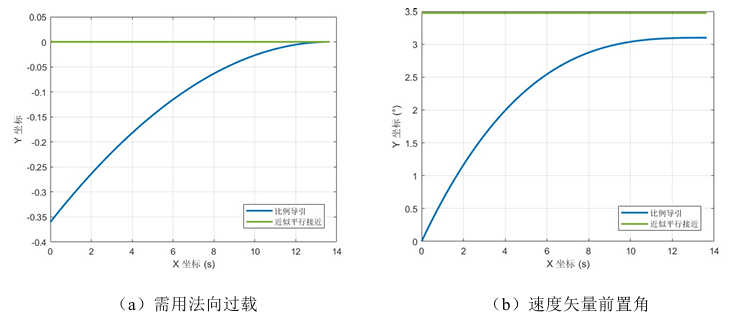 0.05
0
-0.05
-0.1
-0.15
-0.2
-0.25
-0.3
-0.35
-0.4
Y 坐标
0 2 4 6 8 10 12 14
X 坐标 (s)
比例导引
近似平行接近
（a）需用法向过载
3.5
3
2.5
2
1.5
1
0.5
0
Y 坐标 (°)
0 2 4 6 8 10 12 14
X 坐标 (s)
比例导引
近似平行接近
（b）速度矢量前置角